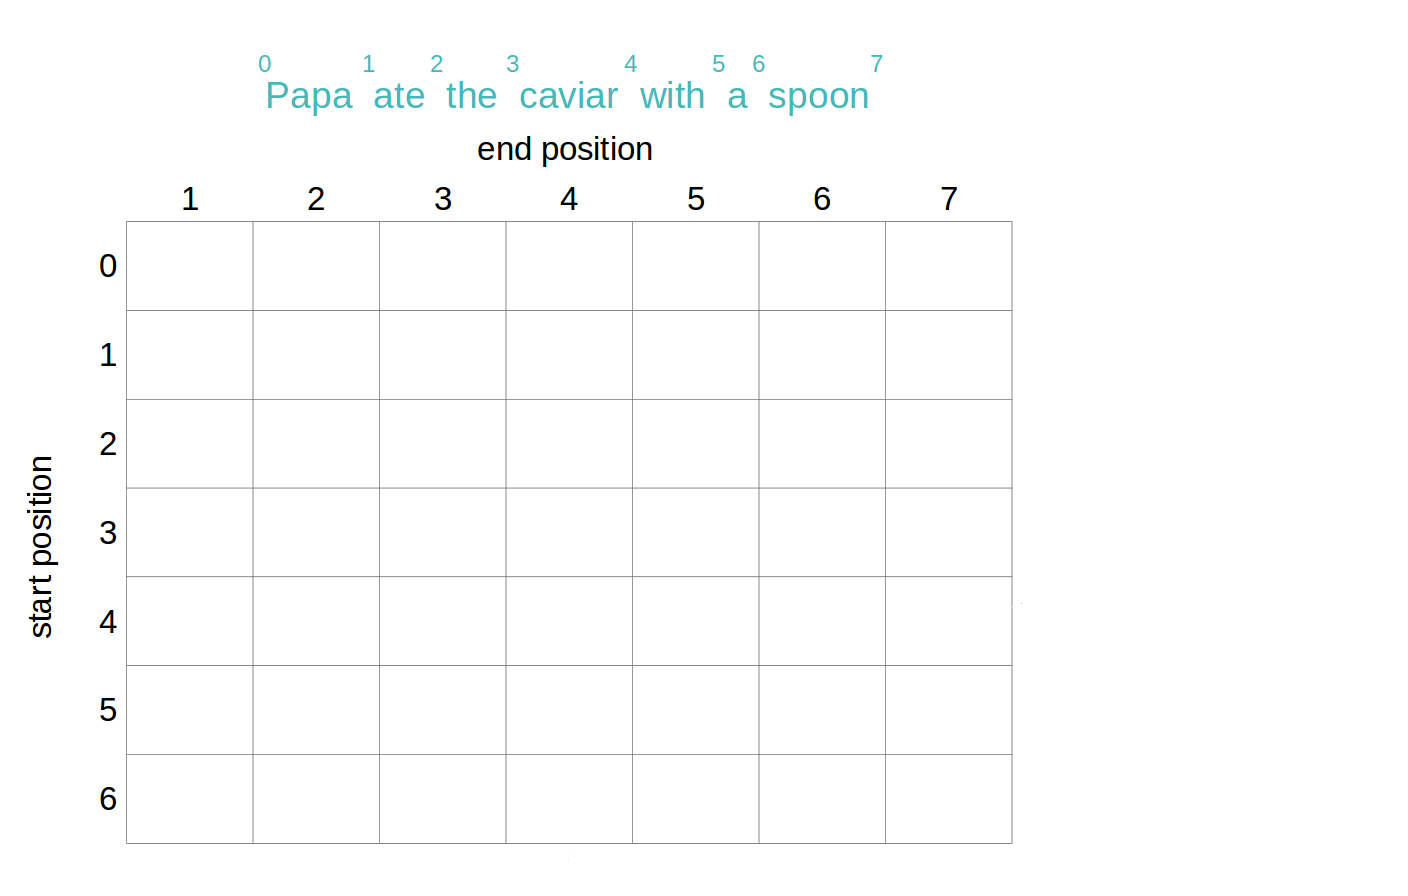 0 1 2 3 4 5 6 7
Papa ate the caviar with a spoon
end position
1 2 3 4 5 6 7
0
1
2
3
4
5
6
start position